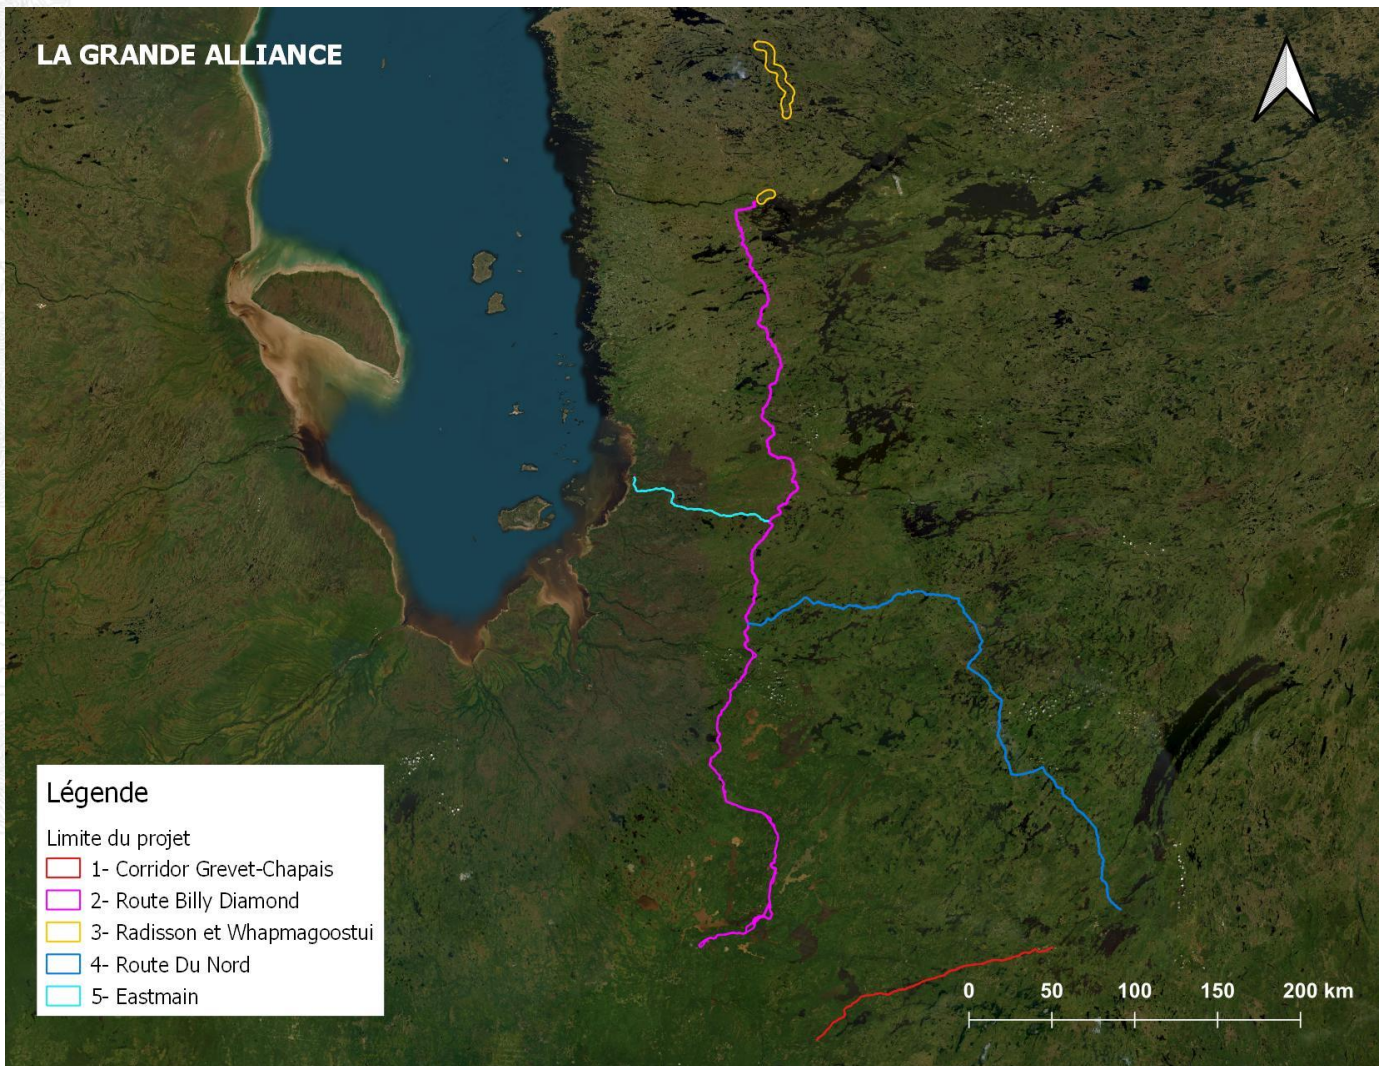 LA GRANDE ALLIANCE
Légende
Limite du projet
1- Corridor Grevet-Chapais
2- Route Billy Diamond
3- Radisson et Whapmagoostui
4- Route Du Nord
5- Eastmain
0 50 100 150 200 km